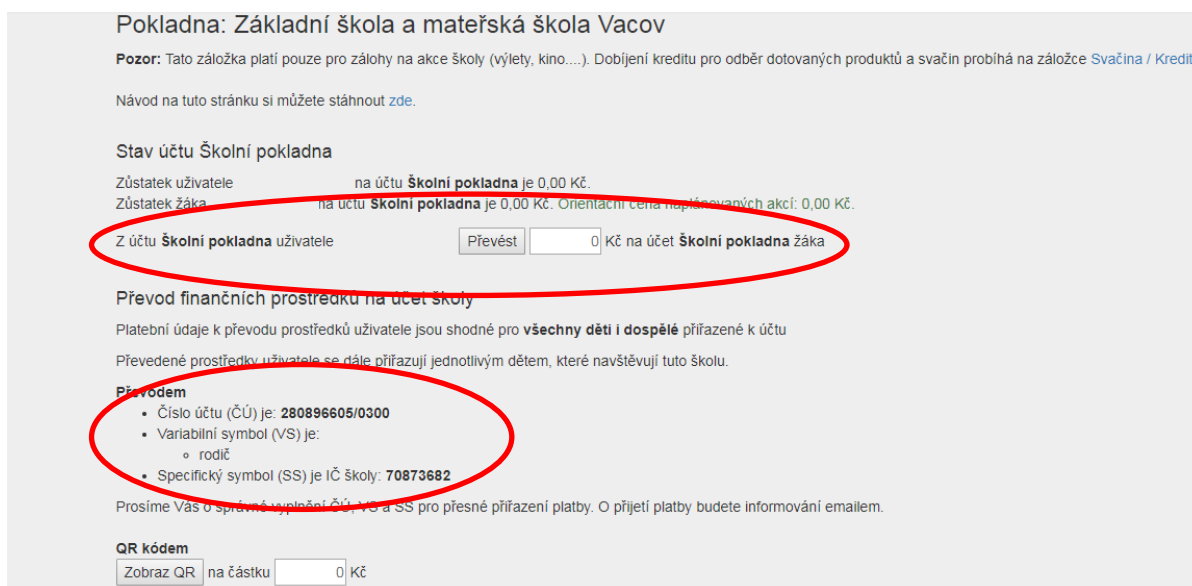 Pokladna: Základní škola a mateřská škola Vacov
Pozor: Tato záložka platí pouze pro zálohy na akce školy (výlety, kino....). Dobíjení kreditu pro odběr dotovaných produktů a svačin probíhá na záložce Svačina / Kredit
Návod na tuto stránku si můžete stáhnout zde.
Stav účtu Školní pokladna
Zůstatek uživatele na účtu Školní pokladna je 0,00 Kč.
Zůstatek žáka na účtu Školní pokladna je 0,00 Kč. Orientační cena naplánovaných akcí: 0,00 Kč.
Z účtu Školní pokladna uživatele Převést 0 Kč na účet Školní pokladna žáka
Převod finančních prostředků na účet školy
Platební údaje k převodu prostředků uživatele jsou shodné pro všechny děti i dospělé přiřazené k účtu
Převedené prostředky uživatele se dále přiřazují jednotlivým dětem, které navštěvují tuto školu.
Převodem
• Číslo účtu (ČÚ) je: 280896605/0300
• Variabilní symbol (VS) je:
◦ rodič
• Specifický symbol (SS) je IČ školy: 70873682
Prosíme Vás o správné vyplnění ČÚ, VS a SS pro přesné přiřazení platby. O přijetí platby budete informování emailem.
QR kódem
Zobraz QR na částku 0 Kč